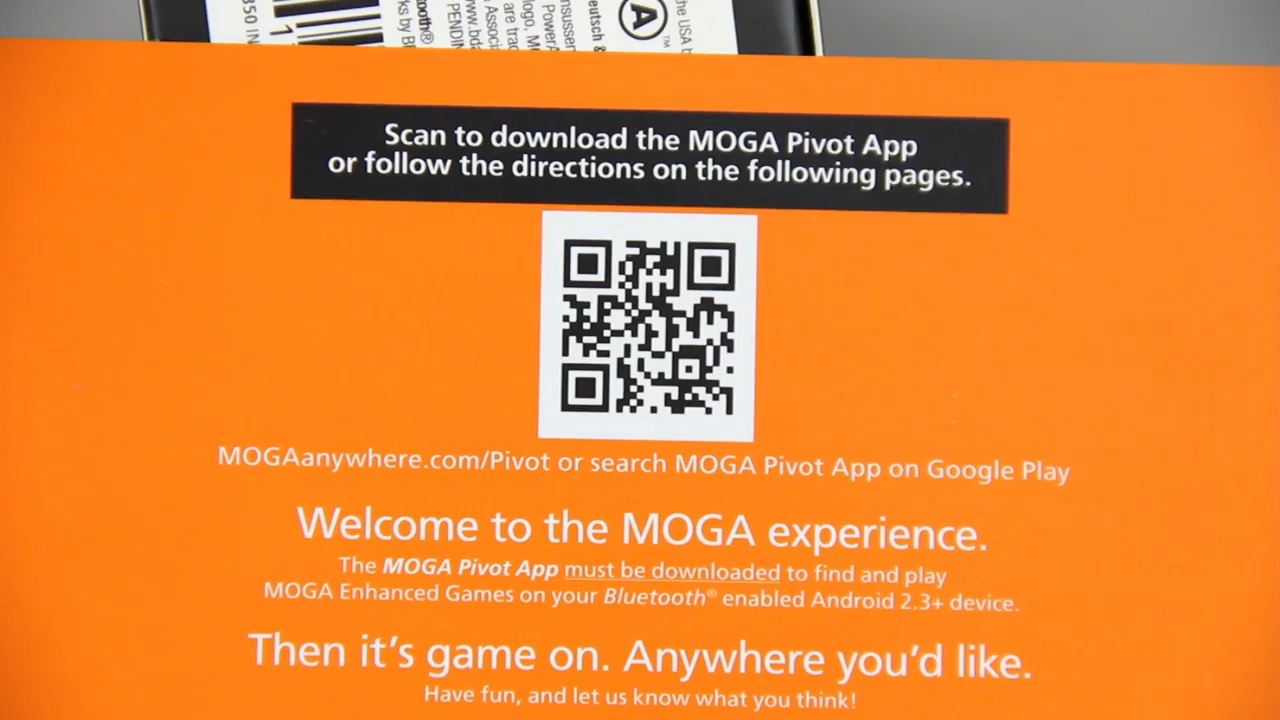 Scan to download the MOGA Pivot App
or follow the directions on the following pages.
MOGAanywhere.com/Pivot or search MOGA Pivot App on Google Play
Welcome to the MOGA experience.
The MOGA Pivot App must be downloaded to find and play
MOGA Enhanced Games on your Bluetooth® enabled Android 2.3+ device.
Then it's game on. Anywhere you'd like.
Have fun, and let us know what you think!